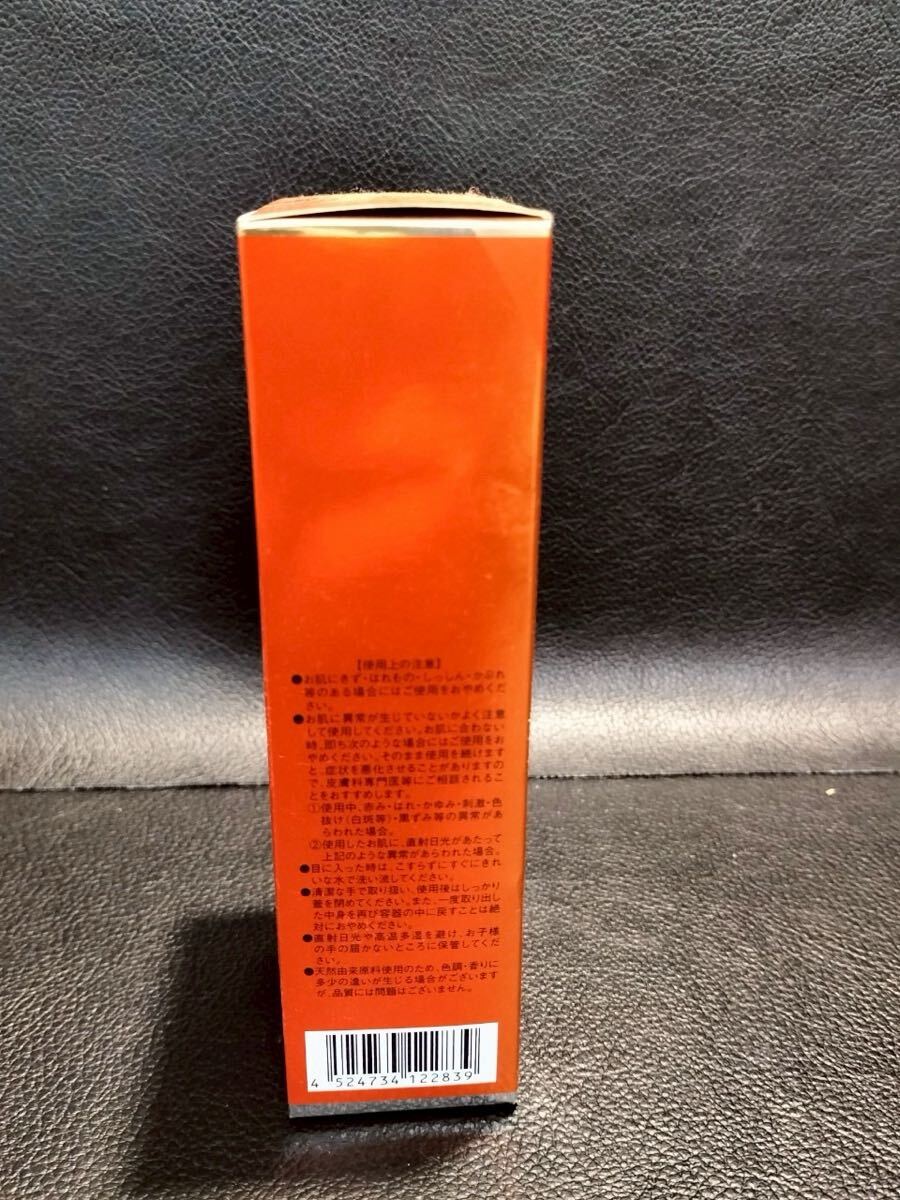 【使用上の注意】
●お肌にきず・はれもの・しっしん・かぶれ
等のある場合にはご使用をおやめくだ
さい。
●お肌に異常が生じていないかよく注意
して使用してください。お肌に合わない
時、即ち次のような場合にはご使用をお
やめください。そのまま使用を続けます
と、症状を悪化させることがありますの
で、皮膚科専門医等にご相談されるこ
とをおすすめします。
①使用中、赤み・はれ・かゆみ・刺激・色
抜け(白斑等)・黒ずみ等の異常があ
らわれた場合。
②使用したお肌に、直射日光があたって
上記のような異常があらわれた場合。
●目に入った時は、こすらずにすぐにきれ
いな水で洗い流してください。
●清潔な手で取り扱い、使用後はしっかり
蓋を閉めてください。また、一度取り出し
た中身を再び容器の中に戻すことは絶
対におやめください。
●直射日光や高温多湿を避け、お子様
の手の届かないところに保管してくだ
さい。
●天然由来原料使用のため、色調・香りに
多少の違いが生じる場合がございます
が、品質には問題はございません。
4 524734 122839